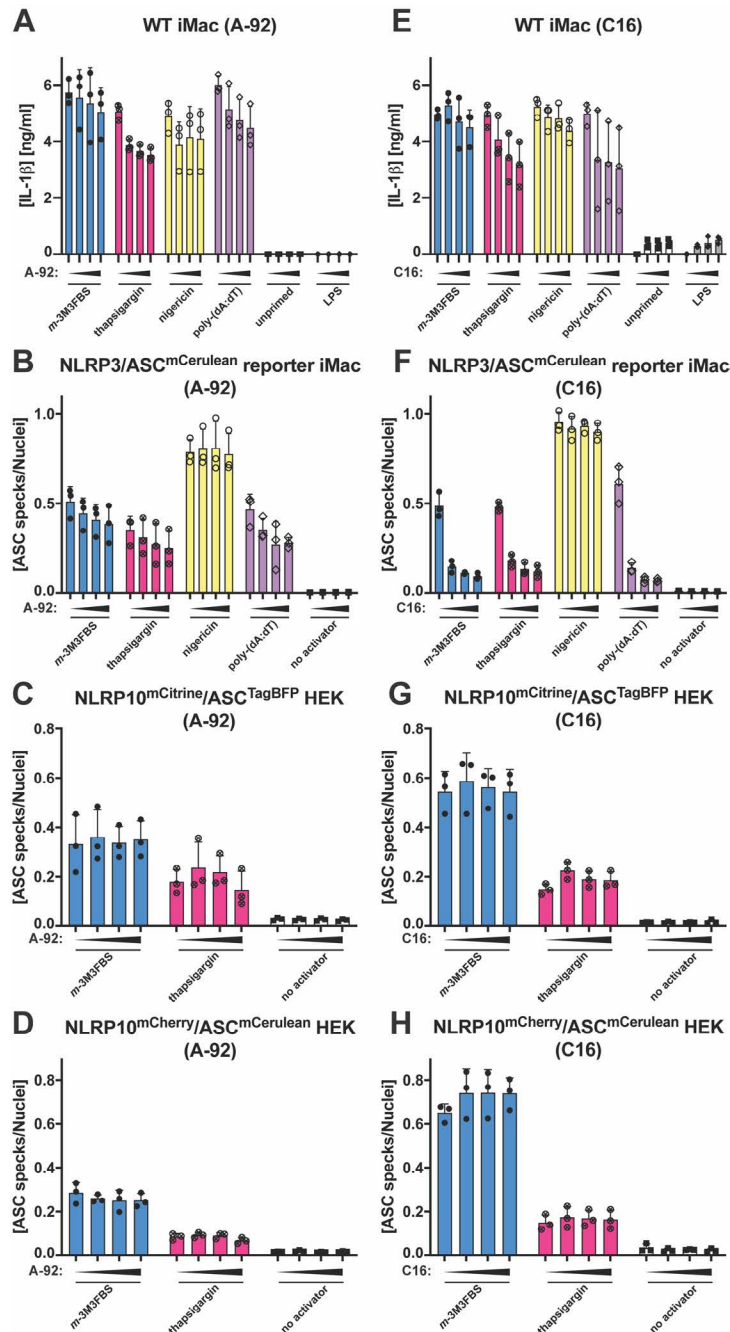 A
WT iMac (A-92)
[IL-1β] [ng/ml]
6
4
2
0
A-92:
m-3M3FBS
thapsigargin
nigericin
poly-(dA:dT)
unprimed
LPS
E
WT iMac (C16)
[IL-1β] [ng/ml]
6
4
2
0
C16:
m-3M3FBS
thapsigargin
nigericin
poly-(dA:dT)
unprimed
LPS
B
NLRP3/ASCmCerulean reporter iMac
(A-92)
[ASC specks/Nuclei]
1.0
0.5
0.0
A-92:
m-3M3FBS
thapsigargin
nigericin
poly-(dA:dT)
no activator
F
NLRP3/ASCmCerulean reporter iMac
(C16)
[ASC specks/Nuclei]
1.0
0.5
0.0
C16:
m-3M3FBS
thapsigargin
nigericin
poly-(dA:dT)
no activator
C
NLRP10mCitrine/ASCTagBFP HEK
(A-92)
[ASC specks/Nuclei]
0.8
0.6
0.4
0.2
0.0
A-92:
m-3M3FBS
thapsigargin
no activator
G
NLRP10mCitrine/ASCTagBFP HEK
(C16)
[ASC specks/Nuclei]
0.8
0.6
0.4
0.2
0.0
C16:
m-3M3FBS
thapsigargin
no activator
D
NLRP10mCherry/ASCmCerulean HEK
(A-92)
[ASC specks/Nuclei]
0.8
0.6
0.4
0.2
0.0
A-92:
m-3M3FBS
thapsigargin
no activator
H
NLRP10mCherry/ASCmCerulean HEK
(C16)
[ASC specks/Nuclei]
0.8
0.6
0.4
0.2
0.0
C16:
m-3M3FBS
thapsigargin
no activator